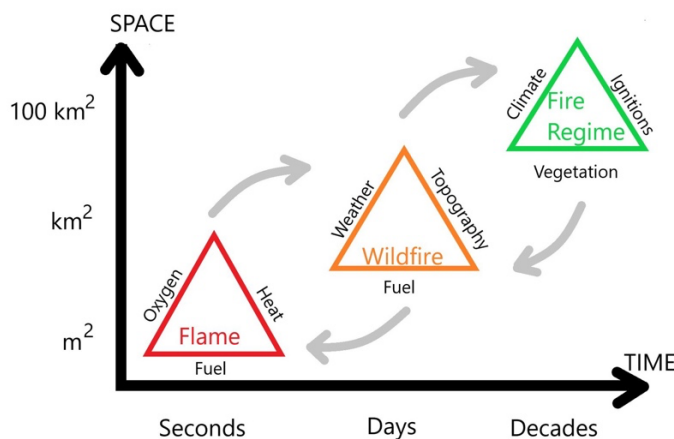 SPACE
100 km²
km²
m²
Climate
Ignitions
Fire
Regime
Vegetation
Weather
Topography
Wildfire
Fuel
Oxygen
Heat
Flame
Fuel
TIME
Seconds
Days
Decades